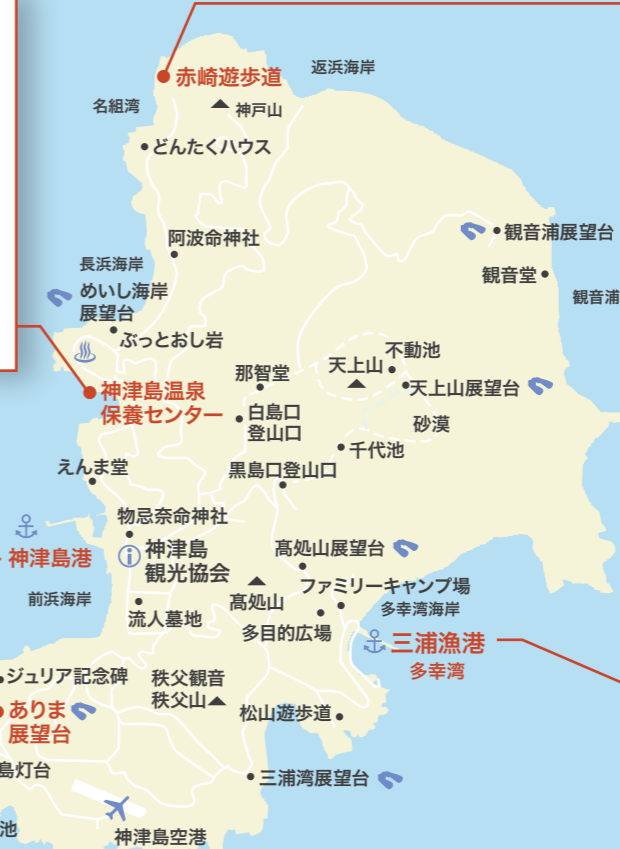 赤崎遊歩道
返浜海岸
名組湾
神戸山
どんたくハウス
阿波命神社
観音浦展望台
長浜海岸
観音堂
めいし海岸
展望台
観音浦
ぶっとおし岩
不動池
天上山
那智堂
天上山展望台
神津島温泉
保養センター
白島口
登山口
砂漠
千代池
えんま堂
黒島口登山口
物忌奈命神社
神津島港
神津島
観光協会
髙処山展望台
ファミリーキャンプ場
前浜海岸
髙処山
多幸湾海岸
流人墓地
多目的広場
三浦漁港
多幸湾
ジュリア記念碑
秩父観音
秩父山
ありま
展望台
松山遊歩道
島灯台
三浦湾展望台
池
神津島空港